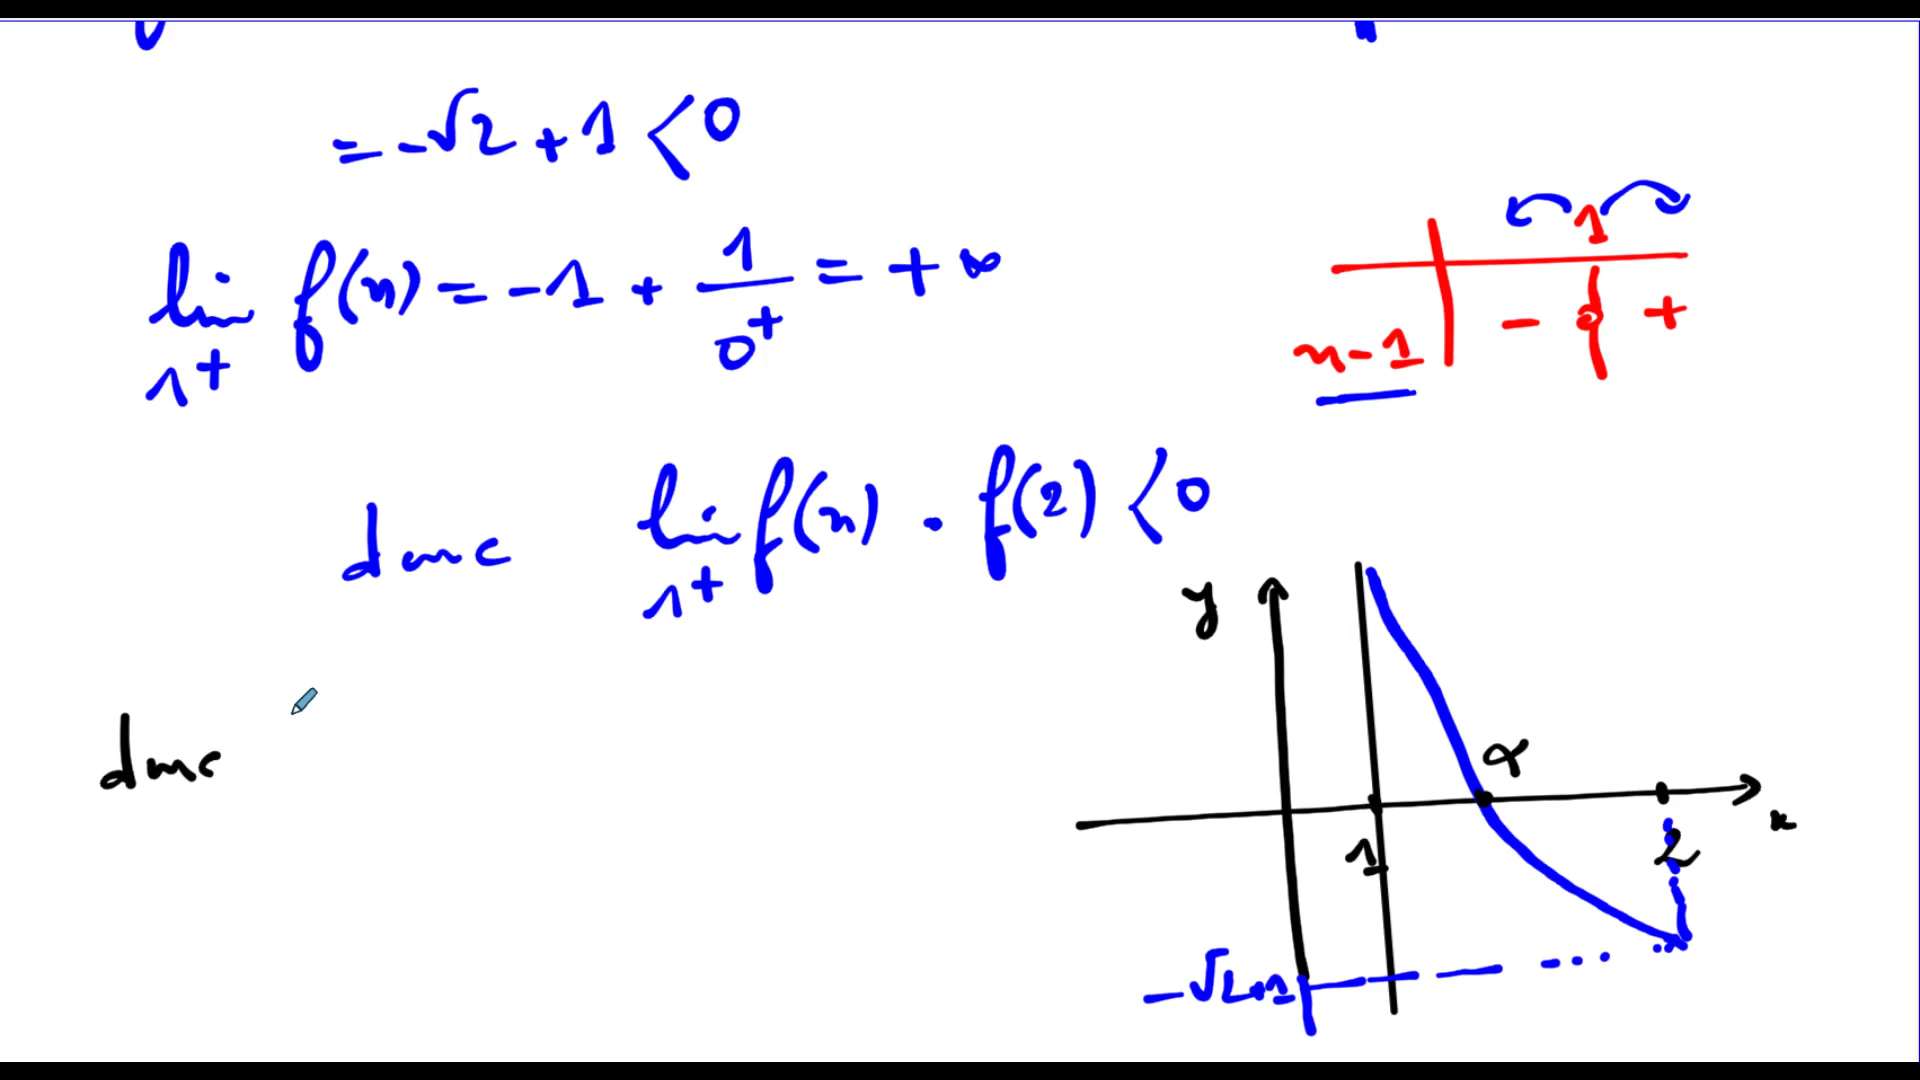 = -√2 + 1 < 0
lim f(x) = -1 + 1/0⁺ = +∞
1⁺
1
x-1 - 0 +
donc lim f(x) . f(2) < 0
1⁺
donc
y
α
x
1
2
-√2+1